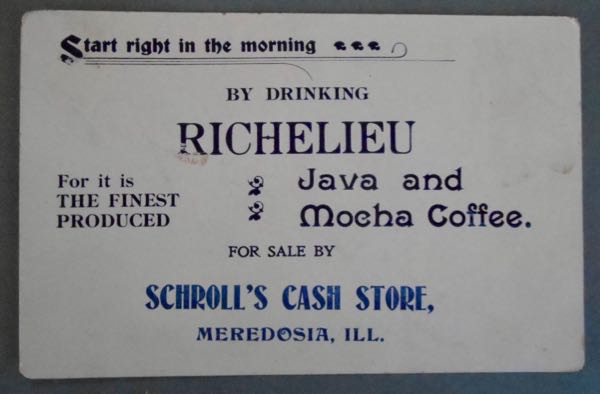 Start right in the morning
BY DRINKING
RICHELIEU
For it is
THE FINEST
PRODUCED
Java and
Mocha Coffee.
FOR SALE BY
SCHROLL'S CASH STORE,
MEREDOSIA, ILL.